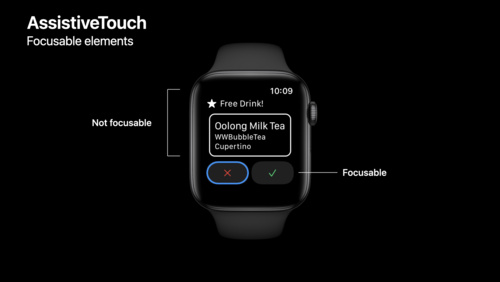 AssistiveTouch
Focusable elements
10:09
Free Drink!
Not focusable
Oolong Milk Tea
WWBubbleTea
Cupertino
Focusable